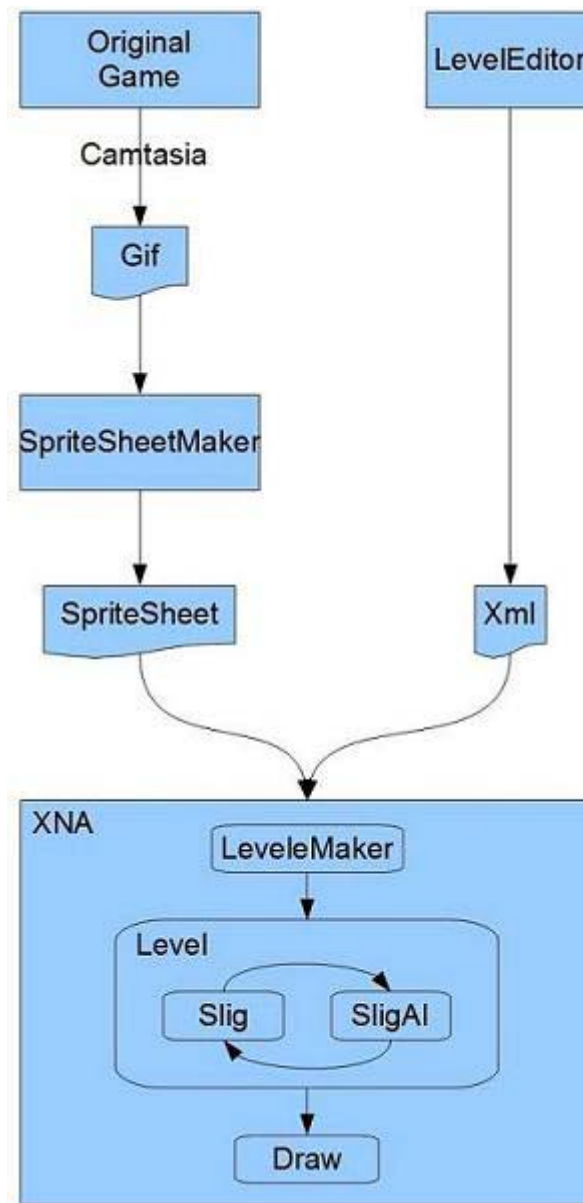 Original
Game
LevelEditor
Camtasia
Gif
SpriteSheetMaker
SpriteSheet
Xml
XNA
LeveleMaker
Level
Slig
SligAI
Draw